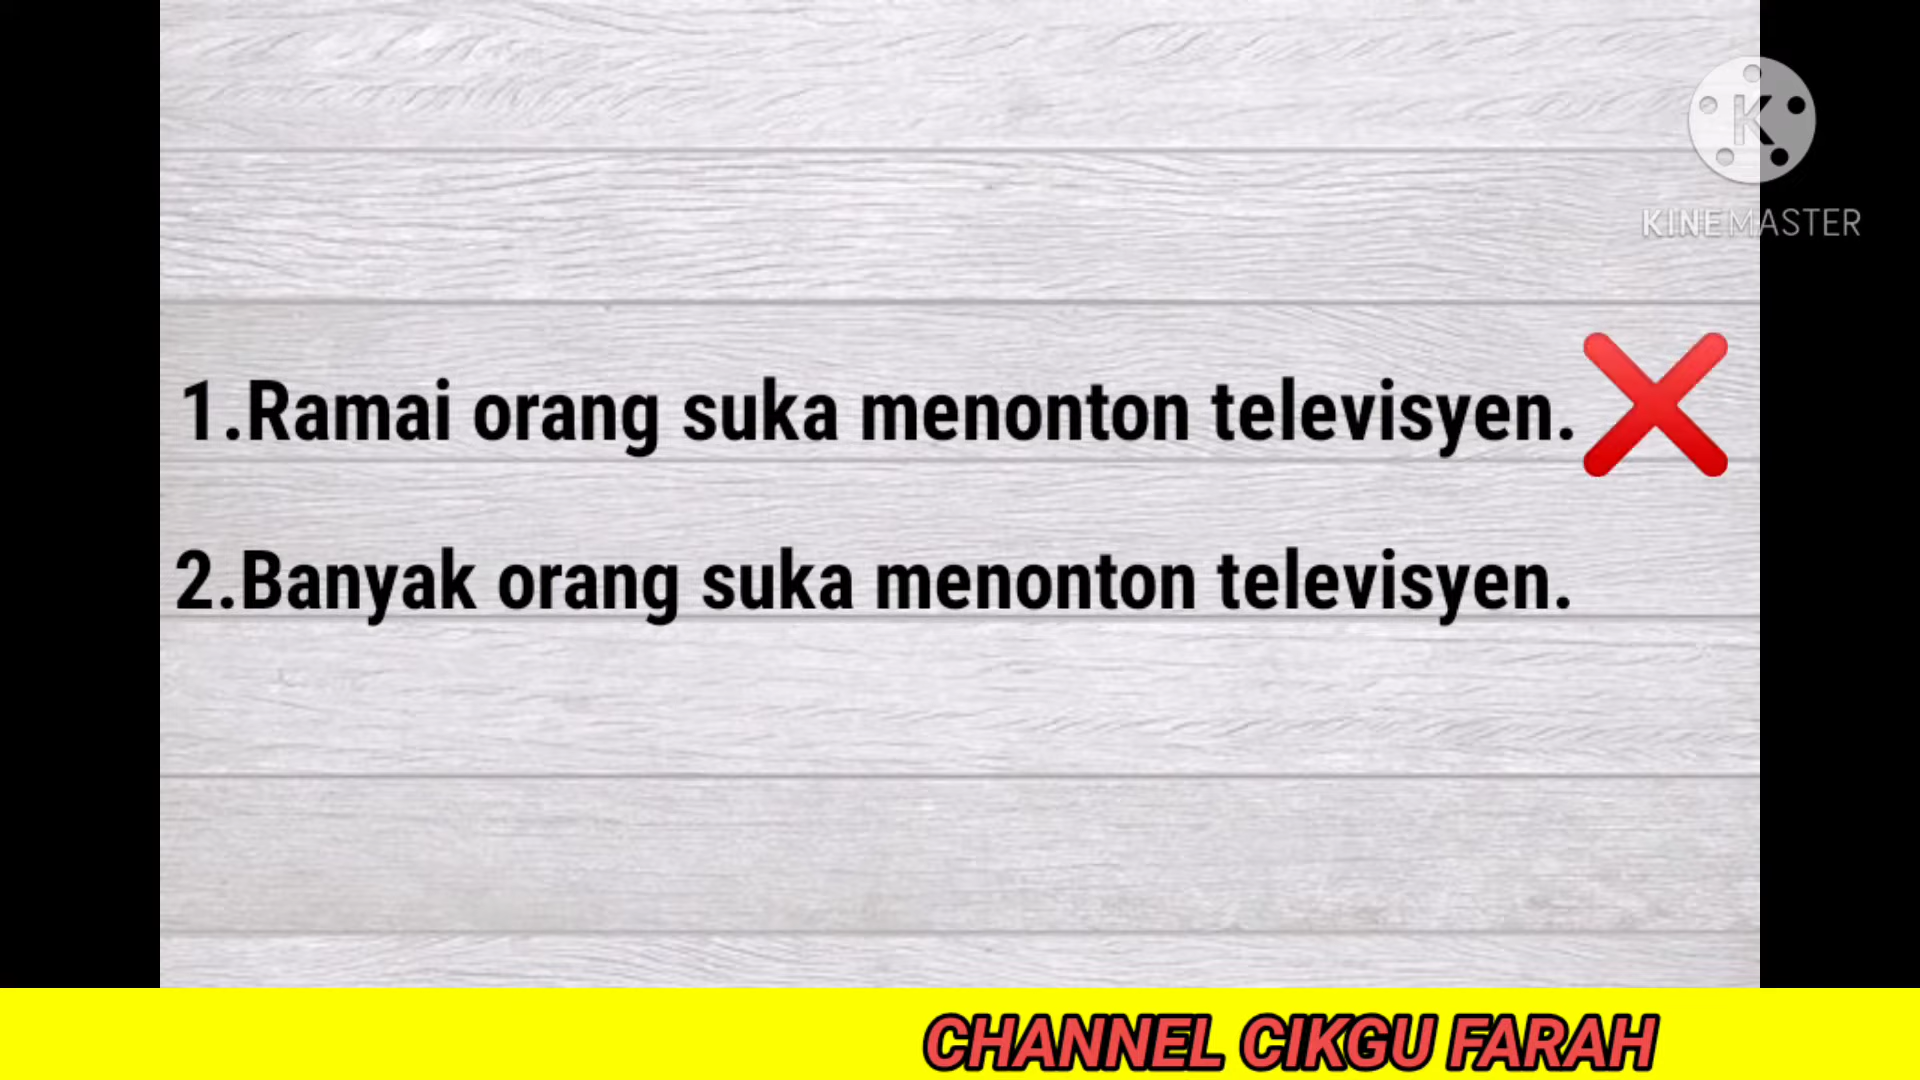 KINEMASTER
1.Ramai orang suka menonton televisyen.
2.Banyak orang suka menonton televisyen.
CHANNEL CIKGU FARAH